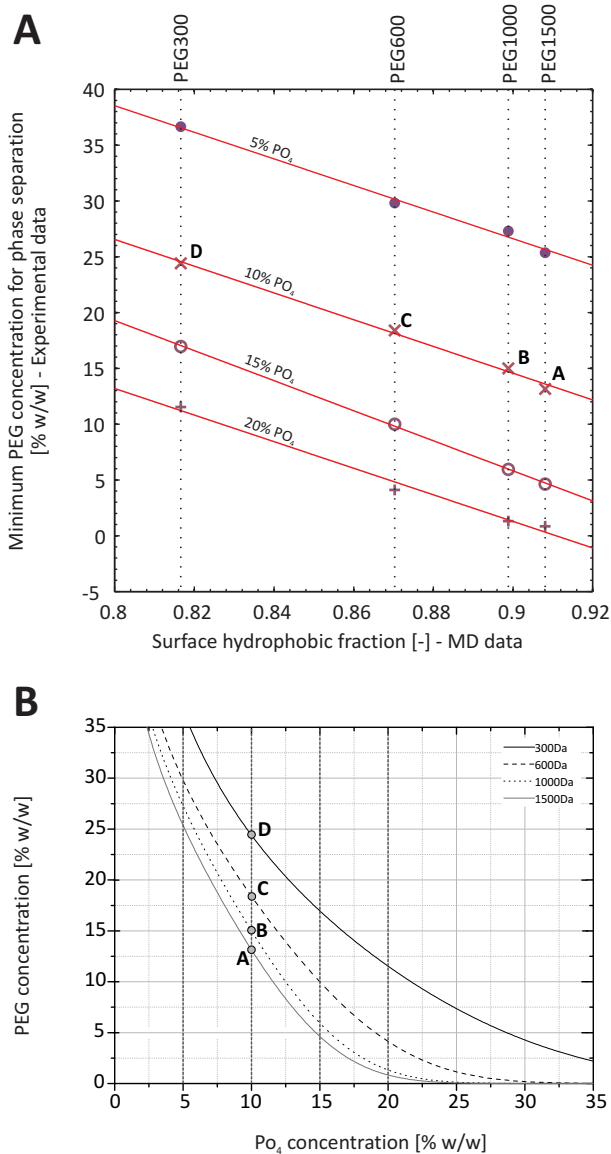 A
PEG300
PEG600
PEG1000
PEG1500
Minimum PEG concentration for phase separation
[% w/w] - Experimental data
40
35
30
25
20
15
10
5
0
-5
5% PO₄
D
10% PO₄
C
B
A
15% PO₄
20% PO₄
0.8
0.82
0.84
0.86
0.88
0.9
0.92
Surface hydrophobic fraction [-] - MD data
B
PEG concentration [% w/w]
35
30
25
20
15
10
5
0
300Da
600Da
1000Da
1500Da
D
C
B
A
0
5
10
15
20
25
30
35
Po₄ concentration [% w/w]